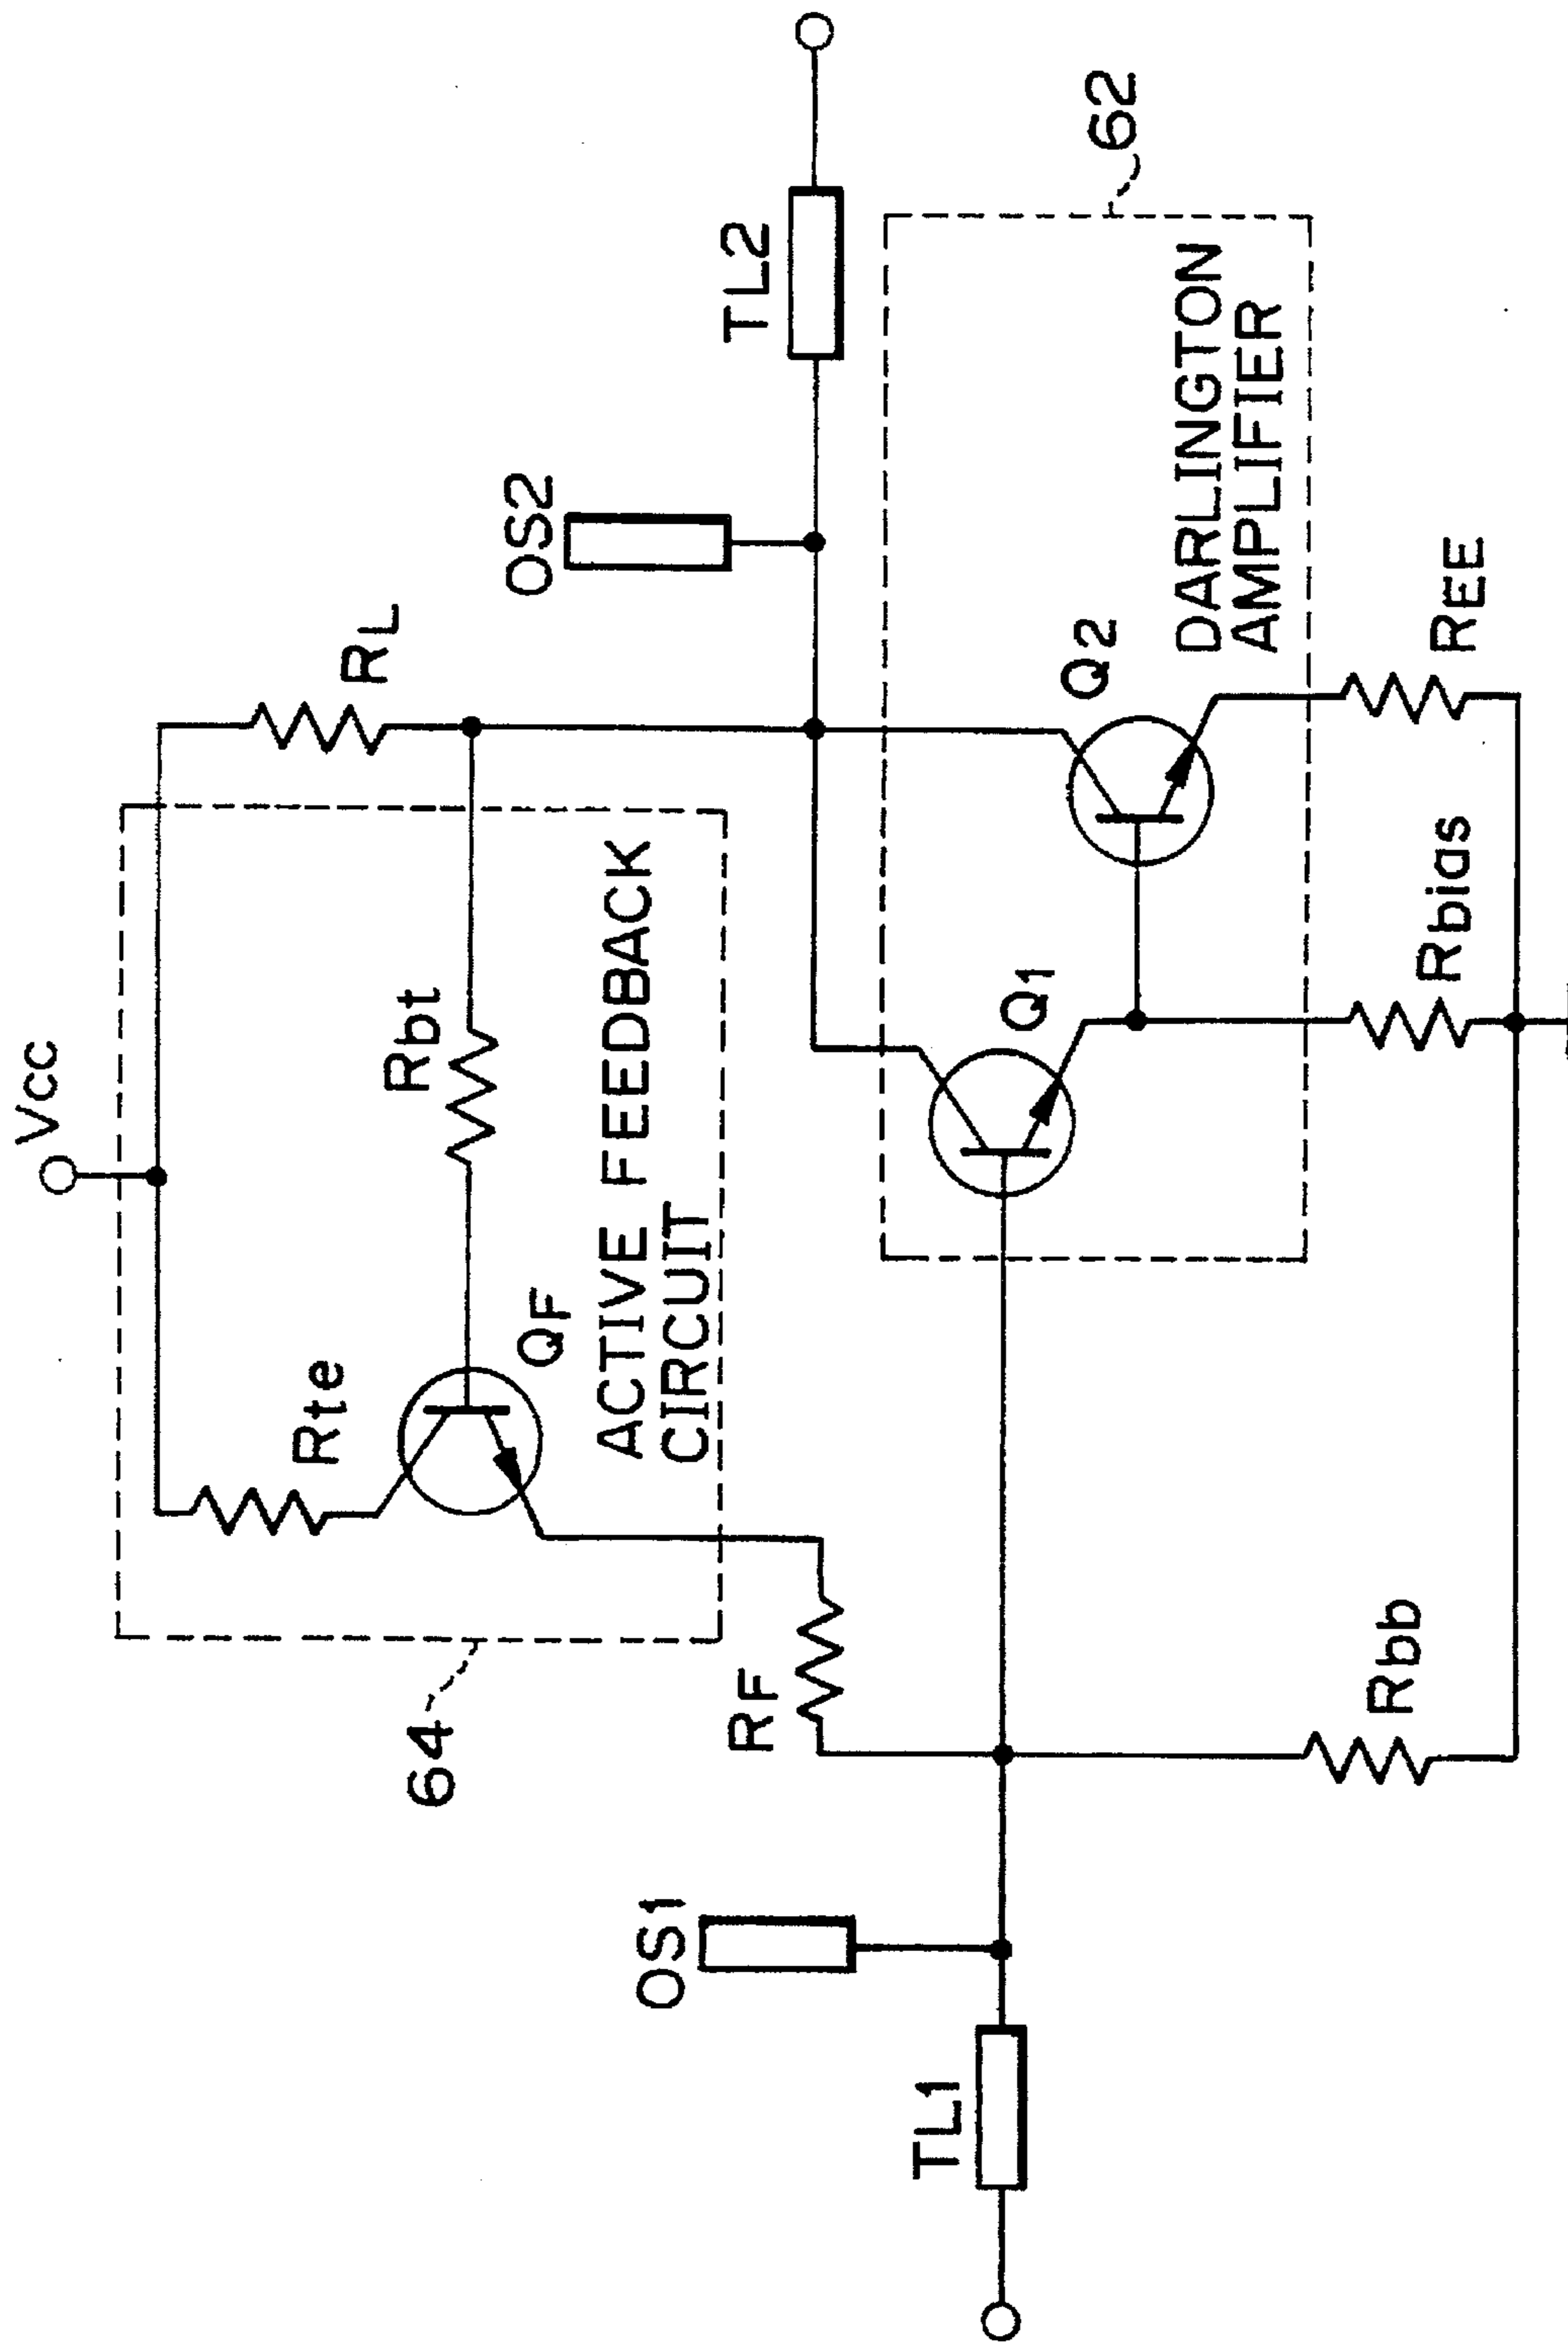 Vcc
RL
Rte
Rbt
QF
ACTIVE FEEDBACK
CIRCUIT
64
OS2
TL2
RF
62
Q1
Q2
DARLINGTON
AMPLIFIER
OS1
TL1
Rbb
Rbias
REE